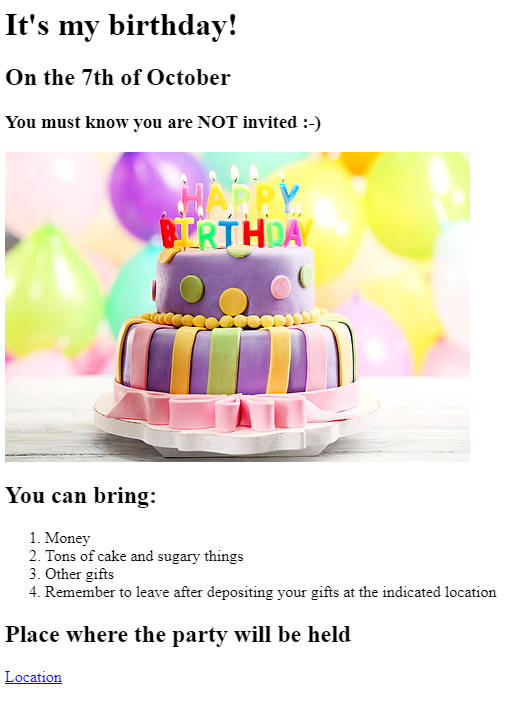 It's my birthday!
On the 7th of October
You must know you are NOT invited :-)
HAPPY
BIRTHDAY
You can bring:
1. Money
2. Tons of cake and sugary things
3. Other gifts
4. Remember to leave after depositing your gifts at the indicated location
Place where the party will be held
Location